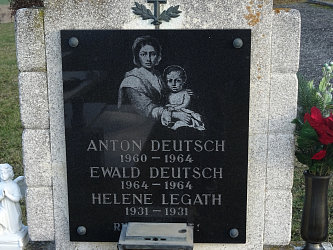 ANTON DEUTSCH
1960 – 1964
EWALD DEUTSCH
1964 – 1964
HELENE LEGATH
1931 – 1931